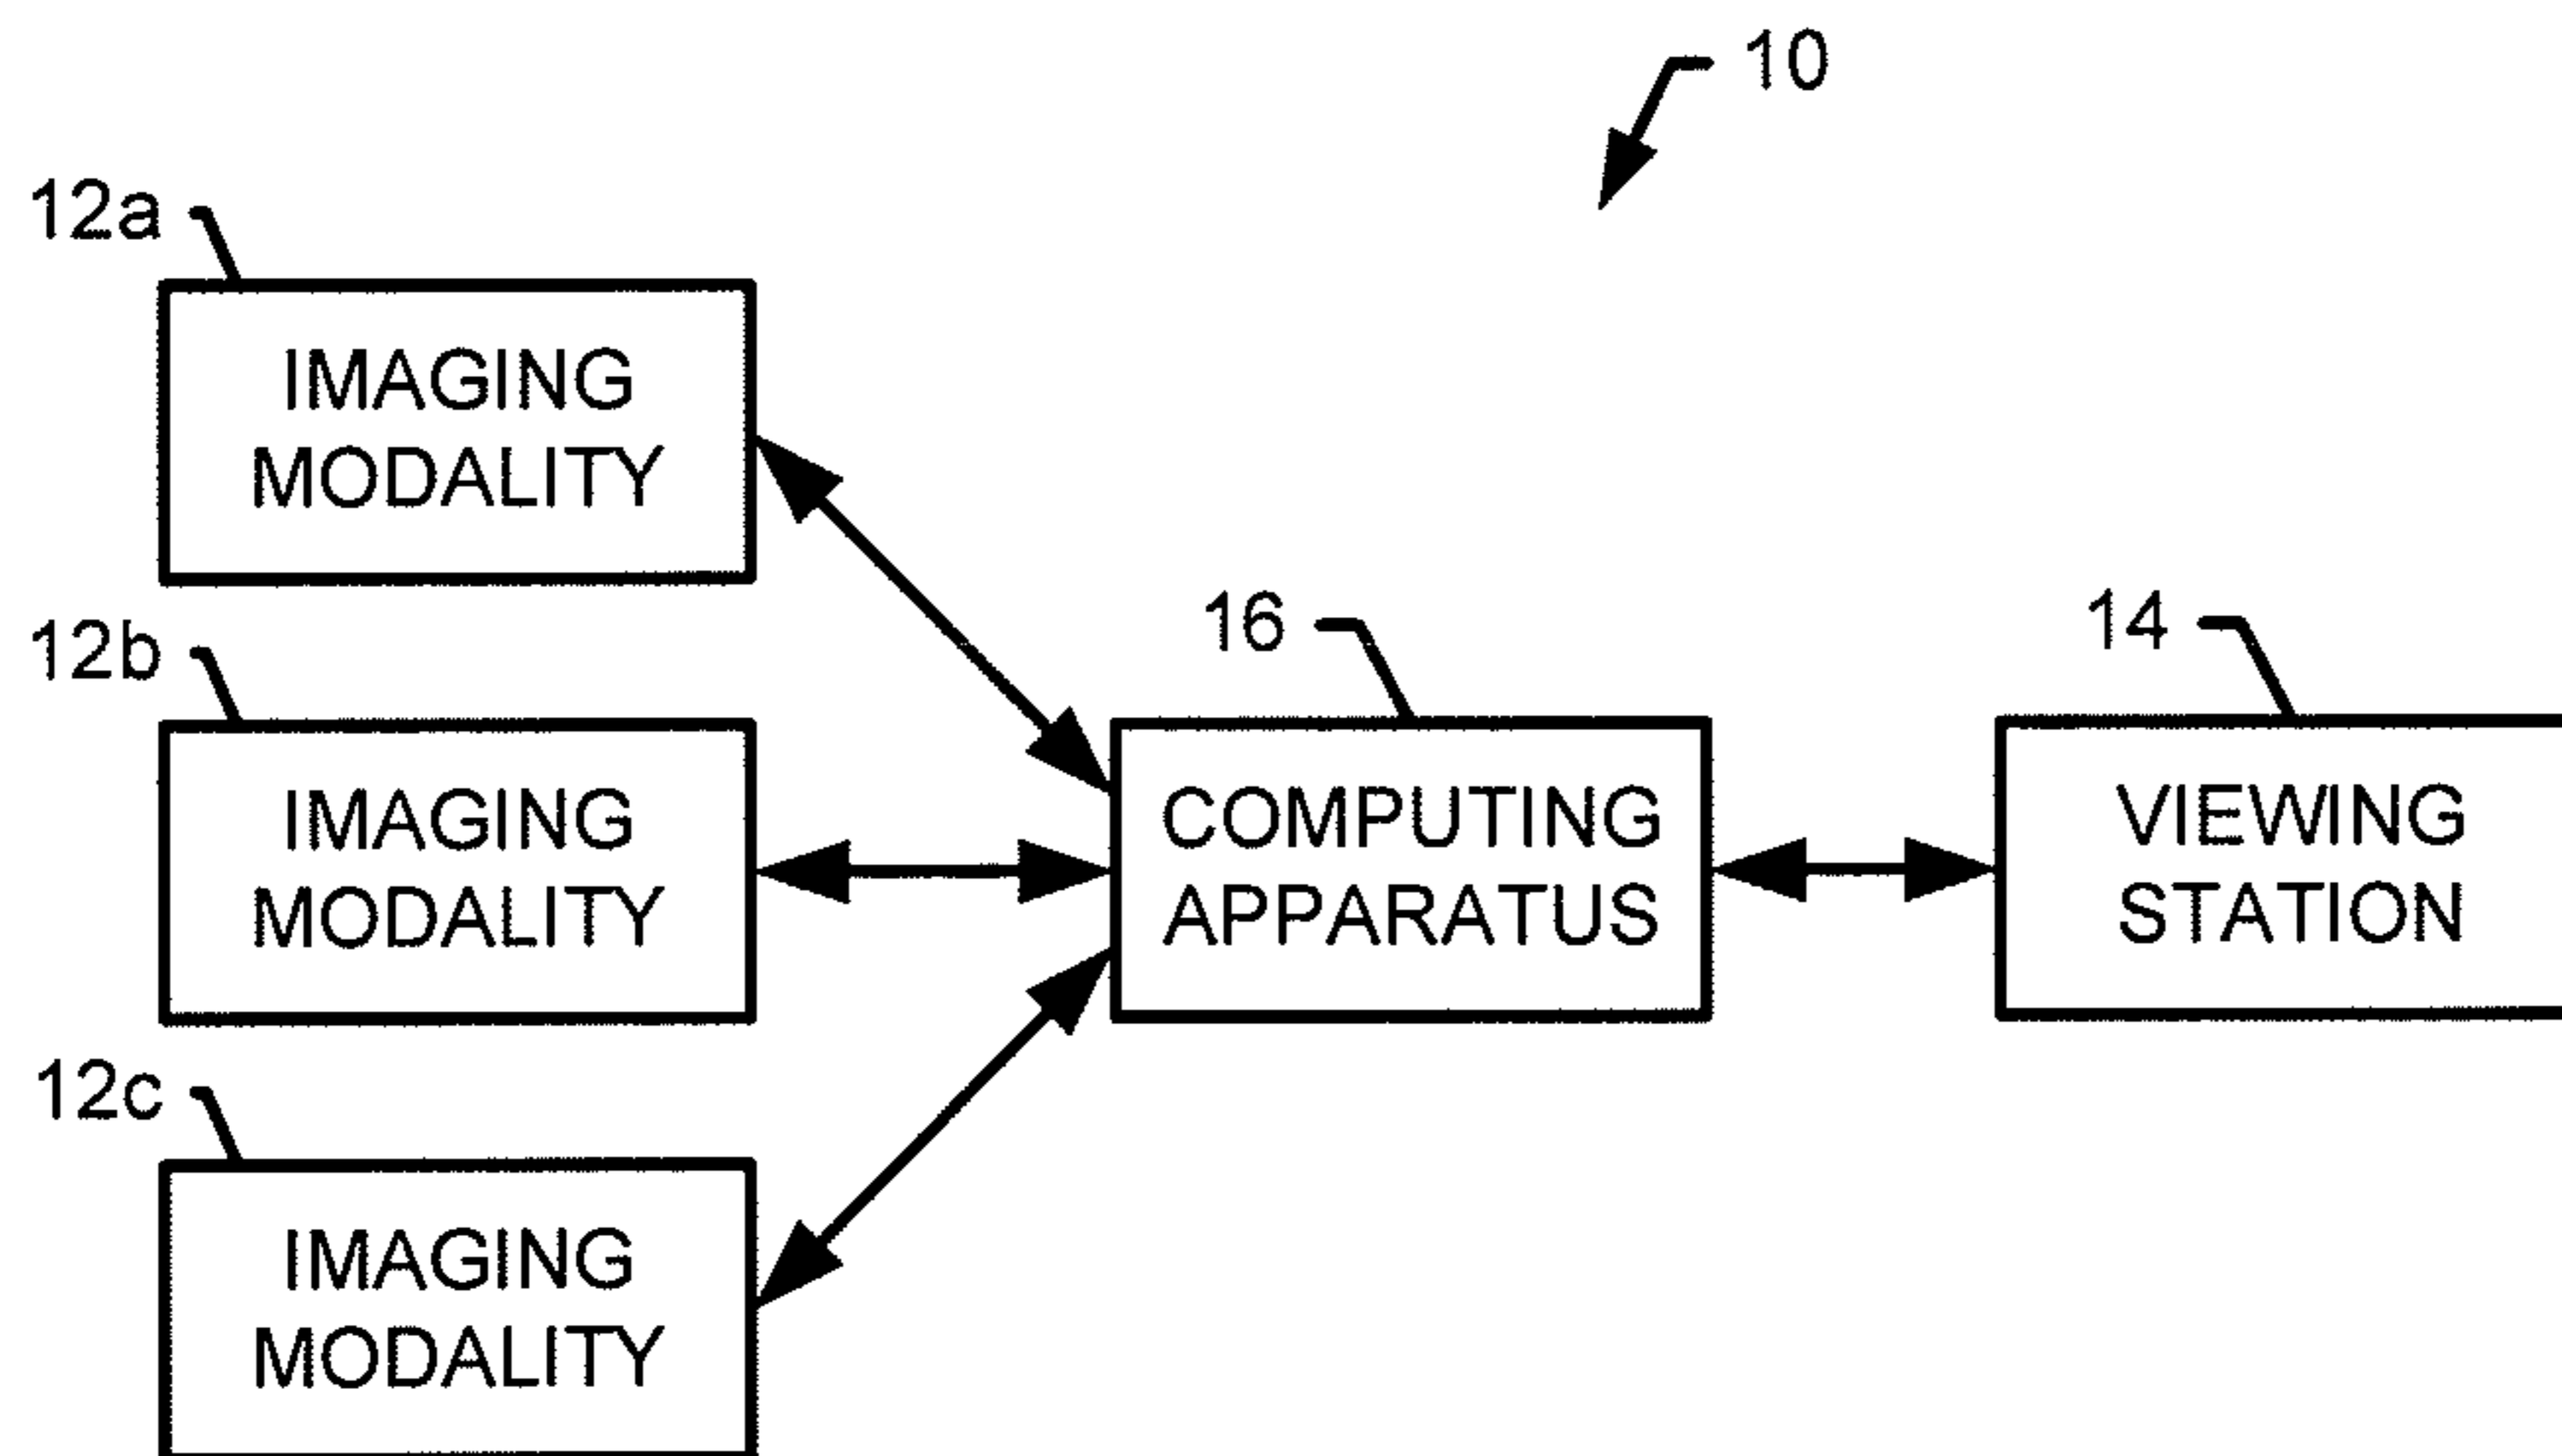 10
12a
IMAGING
MODALITY
12b
IMAGING
MODALITY
16
COMPUTING
APPARATUS
14
VIEWING
STATION
12c
IMAGING
MODALITY